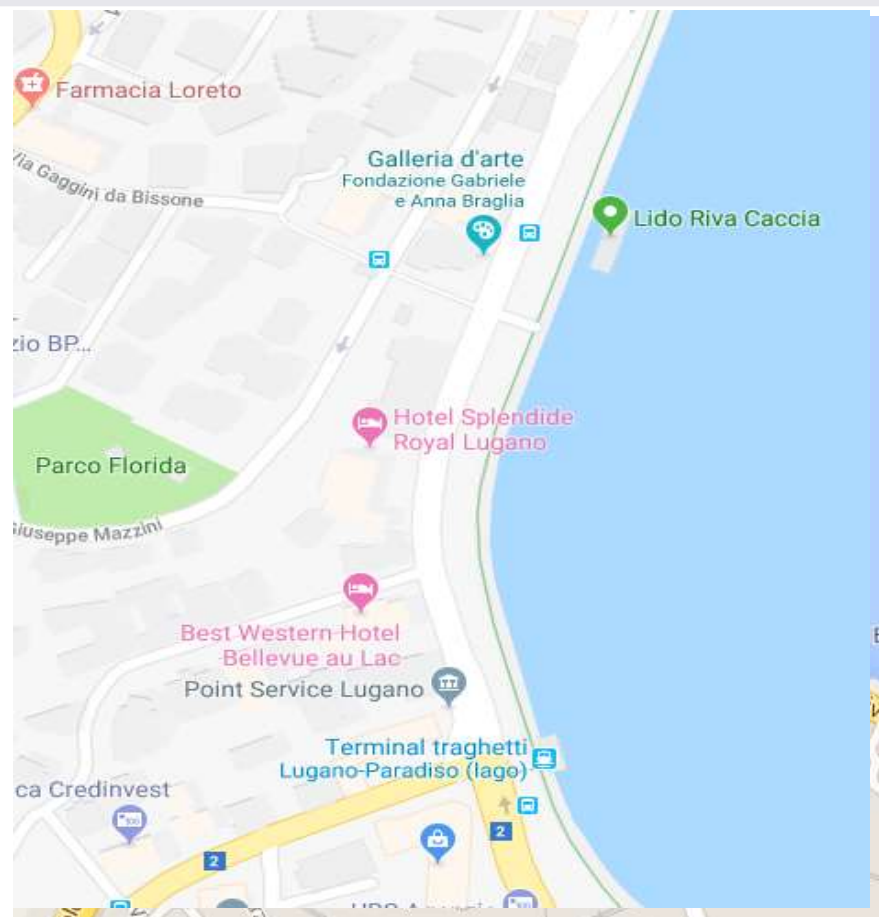 Farmacia Loreto
Galleria d'arte
Fondazione Gabriele
e Anna Braglia
Via Gaggini da Bissone
Lido Riva Caccia
zio BP...
Hotel Splendide
Royal Lugano
Parco Florida
Giuseppe Mazzini
Best Western Hotel
Bellevue au Lac
Point Service Lugano
Terminal traghetti
Lugano-Paradiso (lago)
ca Credinvest
2
2